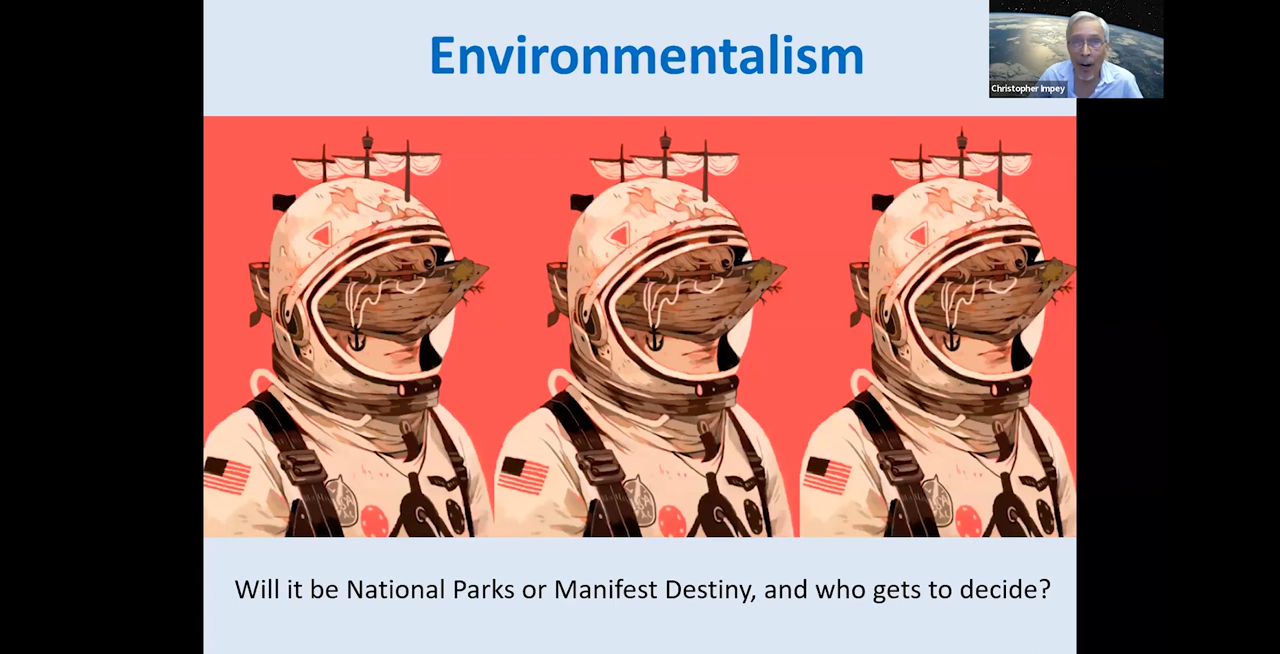 Environmentalism
Christopher Impey
Will it be National Parks or Manifest Destiny, and who gets to decide?